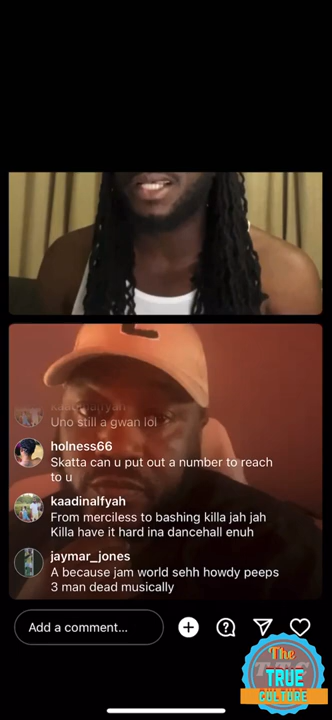 kaadinalfyah
Uno still a gwan lol
holness66
Skatta can u put out a number to reach
to u
kaadinalfyah
From merciless to bashing killa jah jah
Killa have it hard ina dancehall enuh
jaymar_jones
A because jam world sehh howdy peeps
3 man dead musically
Add a comment...
The
TRUE
CULTURE